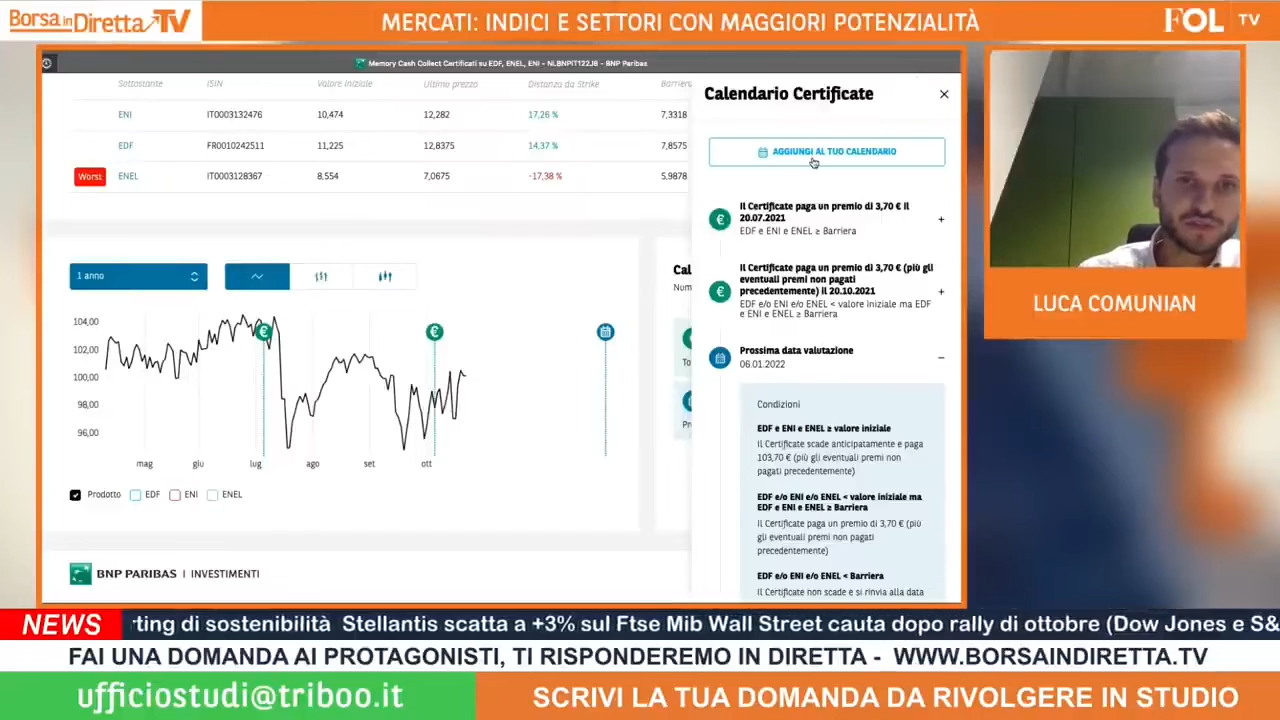 Borsa inDiretta TV
MERCATI: INDICI E SETTORI CON MAGGIORI POTENZIALITÀ
FOL TV
Memory Cash Collect Certificati su EDF, ENEL, ENI - NLBNPIT122J6 - BNP Paribas
Sottostante ISIN Valore Iniziale Ultimo prezzo Distanza da Strike
ENI IT0003132476 10,474 12,282 17,26 % 7,3318
EDF FR0010242511 11,225 12,8375 14,37 % 7,8575
Worst ENEL IT0003128367 8,554 7,0675 -17,38 % 5,9878
1 anno
104,00
102,00
100,00
98,00
96,00
mag giu lug ago set ott
Prodotto EDF ENI ENEL
BNP PARIBAS | INVESTIMENTI
Calendario Certificate
AGGIUNGI AL TUO CALENDARIO
Il Certificate paga un premio di 3,70 € il
20.07.2021
EDF e ENI e ENEL ≥ Barriera
Il Certificate paga un premio di 3,70 € (più gli
eventuali premi non pagati
precedentemente) il 20.10.2021
EDF e/o ENI e/o ENEL < valore iniziale ma EDF
e ENI e ENEL ≥ Barriera
Prossima data valutazione
06.01.2022
Condizioni
EDF e ENI e ENEL ≥ valore iniziale
Il Certificate scade anticipatamente e paga
103,70 € (più gli eventuali premi non
pagati precedentemente)
EDF e/o ENI e/o ENEL < valore iniziale ma
EDF e ENI e ENEL ≥ Barriera
Il Certificate paga un premio di 3,70 € (più
gli eventuali premi non pagati
precedentemente)
EDF e/o ENI e/o ENEL < Barriera
Il Certificate non scade e si rinvia alla data
LUCA COMUNIAN
NEWS
rting di sostenibilità Stellantis scatta a +3% sul Ftse Mib Wall Street cauta dopo rally di ottobre (Dow Jones e S&
FAI UNA DOMANDA AI PROTAGONISTI, TI RISPONDEREMO IN DIRETTA - WWW.BORSAINDIRETTA.TV
ufficiostudi@triboo.it
SCRIVI LA TUA DOMANDA DA RIVOLGERE IN STUDIO